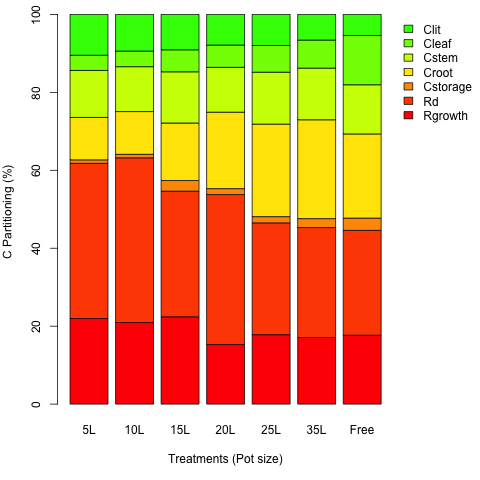 C Partitioning (%)
100
80
60
40
20
0
5L 10L 15L 20L 25L 35L Free
Treatments (Pot size)
Clit
Cleaf
Cstem
Croot
Cstorage
Rd
Rgrowth